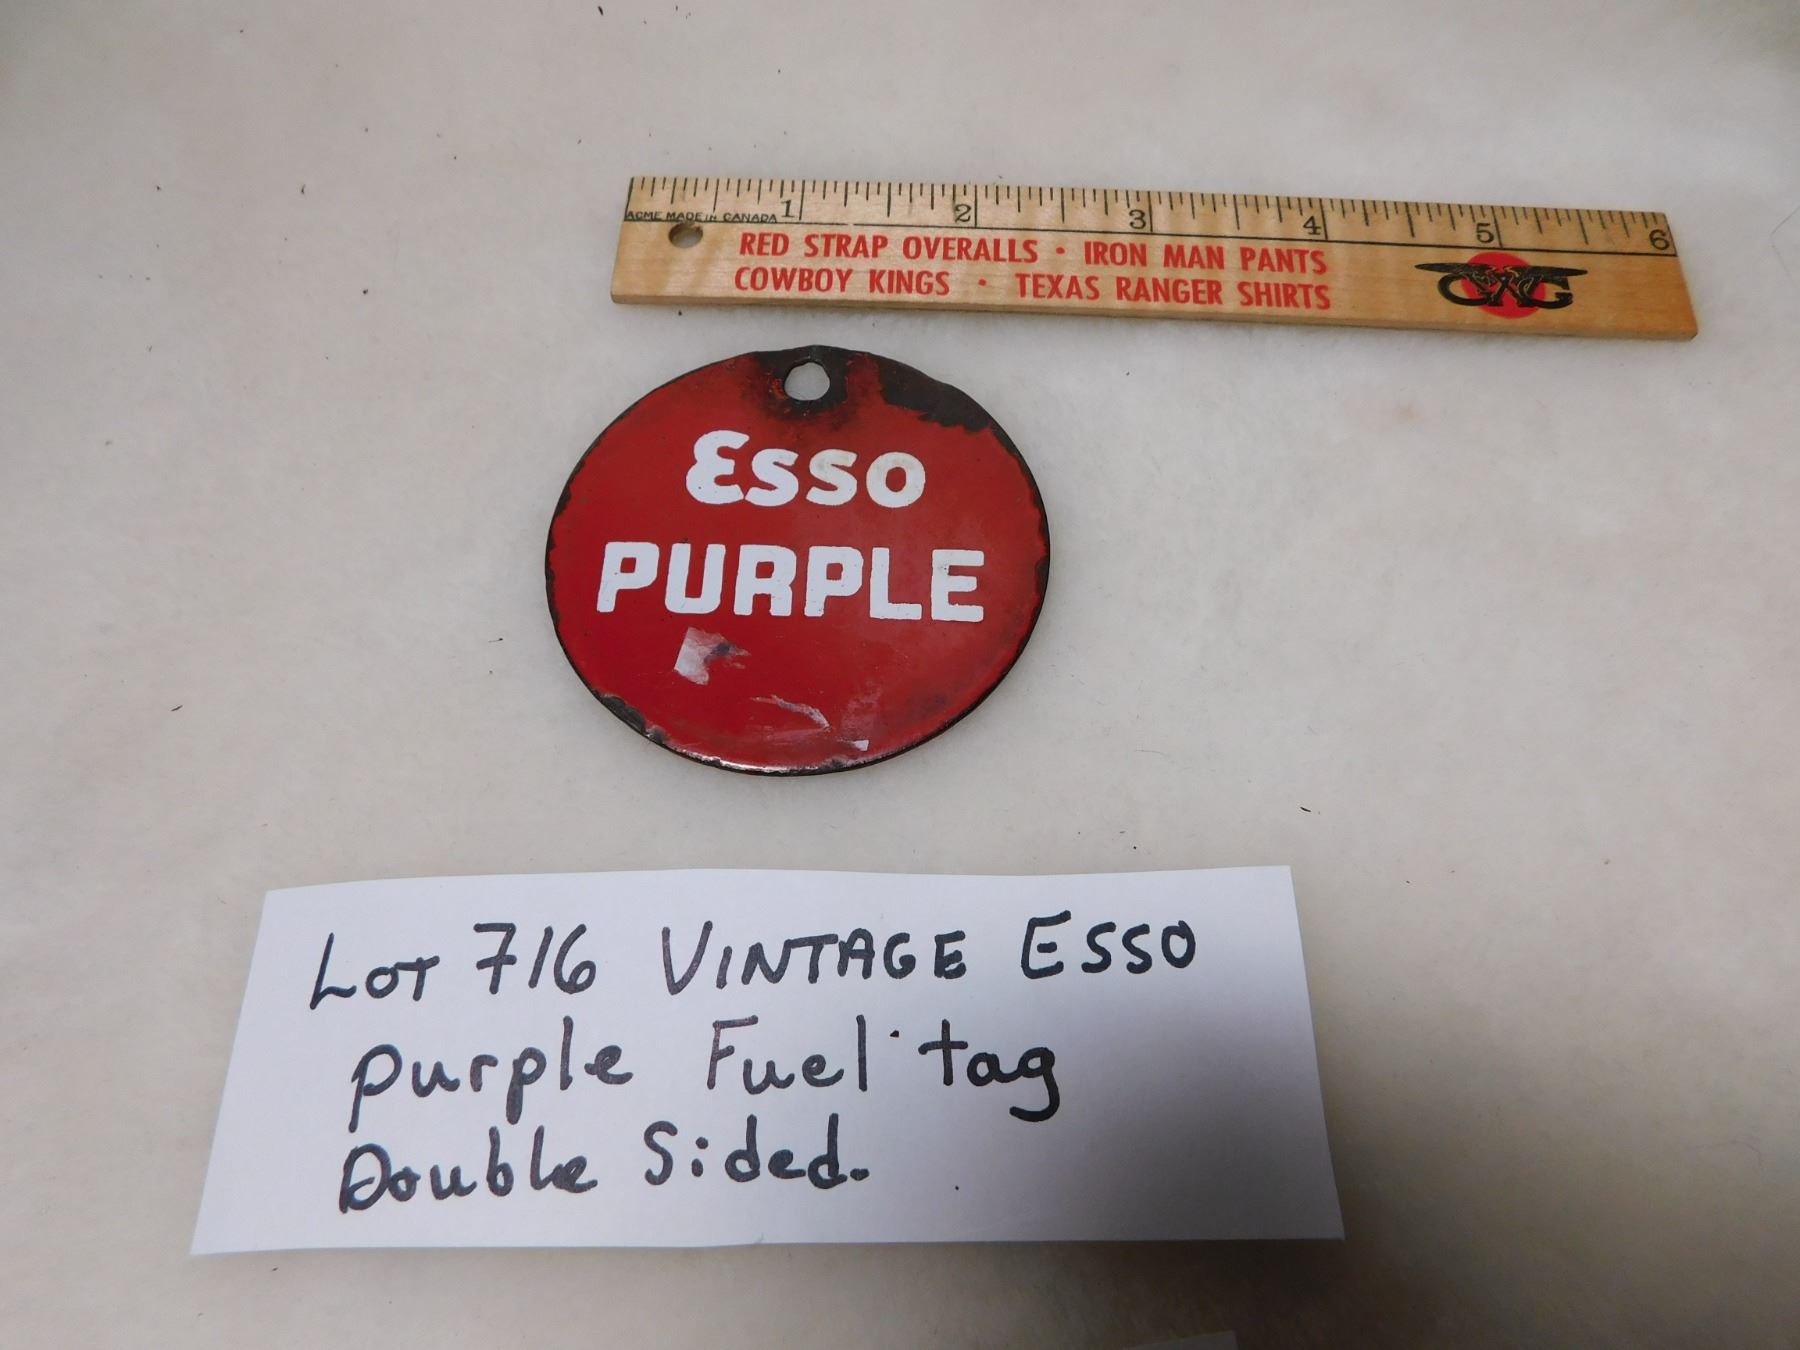 1 2 3 4 5 6
ACME MADE IN CANADA
RED STRAP OVERALLS · IRON MAN PANTS
COWBOY KINGS · TEXAS RANGER SHIRTS
GWG
ESSO
PURPLE
LOT 716 VINTAGE ESSO
purple Fuel tag
Double Sided.